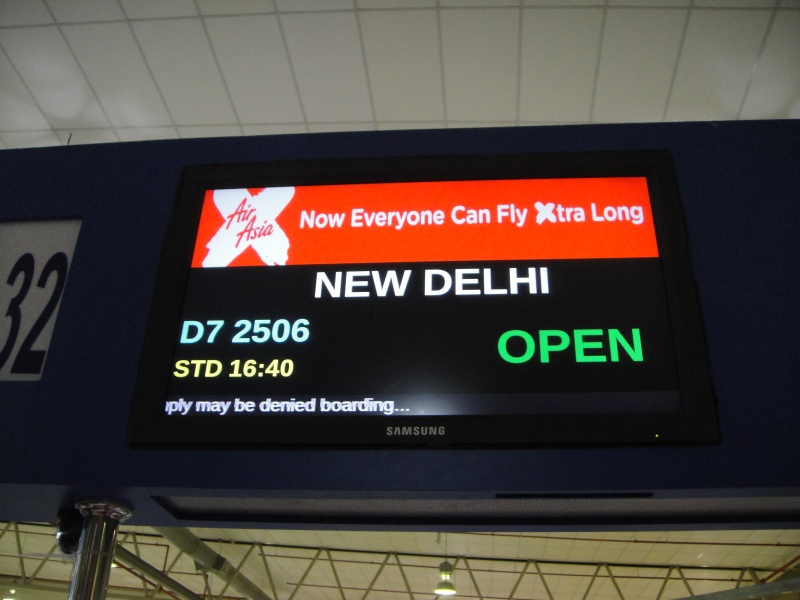 Air
Asia
Now Everyone Can Fly Xtra Long
NEW DELHI
32
D7 2506
OPEN
STD 16:40
may be denied boarding...
SAMSUNG